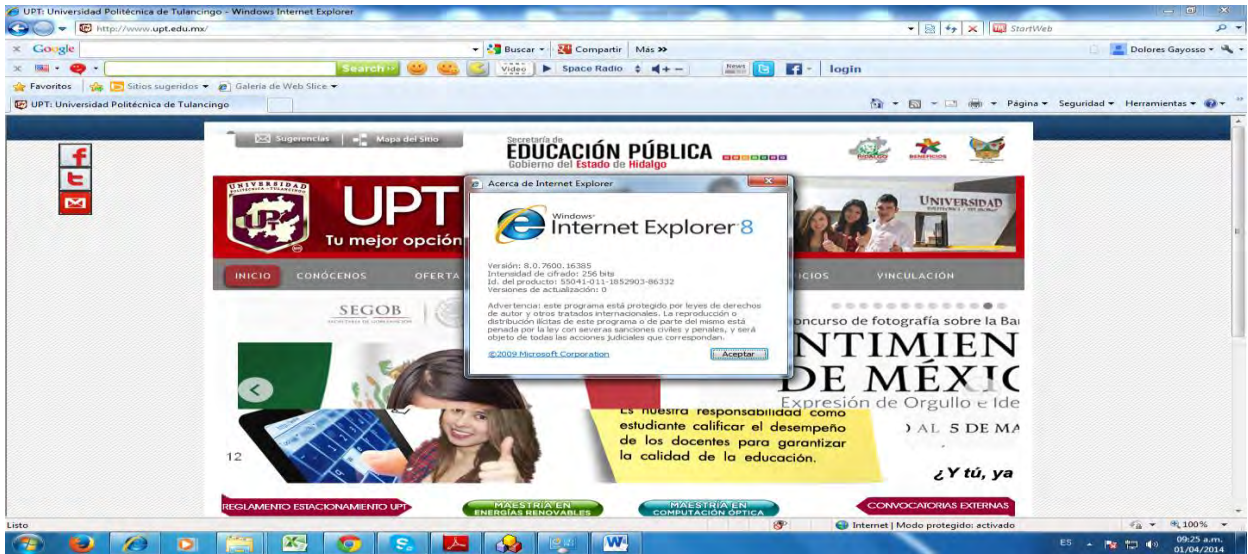 UPT: Universidad Politécnica de Tulancingo - Windows Internet Explorer
http://www.upt.edu.mx/
StartWeb
Google
Buscar
Compartir
Más »
Dolores Gayosso
Search
Video
Space Radio
News
login
Favoritos
Sitios sugeridos
Galería de Web Slice
UPT: Universidad Politécnica de Tulancingo
Página
Seguridad
Herramientas
Sugerencias
Mapa del Sitio
Secretaría de
EDUCACIÓN PÚBLICA
Gobierno del Estado de Hidalgo
HIDALGO
BENEFICIOS
UNIVERSIDAD
UPT
Tu mejor opción
UNIVERSIDAD
Acerca de Internet Explorer
Windows
Internet Explorer 8
Versión: 8.0.7600.16385
Intensidad de cifrado: 256 bits
Id. del producto: 55041-011-1852903-86332
Versiones de actualización: 0
Advertencia: este programa está protegido por leyes de derechos
de autor y otros tratados internacionales. La reproducción o
distribución ilícitas de este programa o de parte del mismo está
penada por la ley con severas sanciones civiles y penales, y será
objeto de todas las acciones judiciales que correspondan.
©2009 Microsoft Corporation
Aceptar
INICIO
CONÓCENOS
OFERTA
ICIOS
VINCULACIÓN
SEGOB
oncurso de fotografía sobre la Ban
NTIMIEN
DE MÉXIC
Expresión de Orgullo e Ide
) AL 5 DE MA
¿Y tú, ya
Es nuestra responsabilidad como
estudiante calificar el desempeño
de los docentes para garantizar
la calidad de la educación.
12
REGLAMENTO ESTACIONAMIENTO UPT
MAESTRÍA EN
ENERGÍAS RENOVABLES
MAESTRÍA EN
COMPUTACIÓN ÓPTICA
CONVOCATORIAS EXTERNAS
Listo
Internet | Modo protegido: activado
100%
ES
09:25 a.m.
01/04/2014